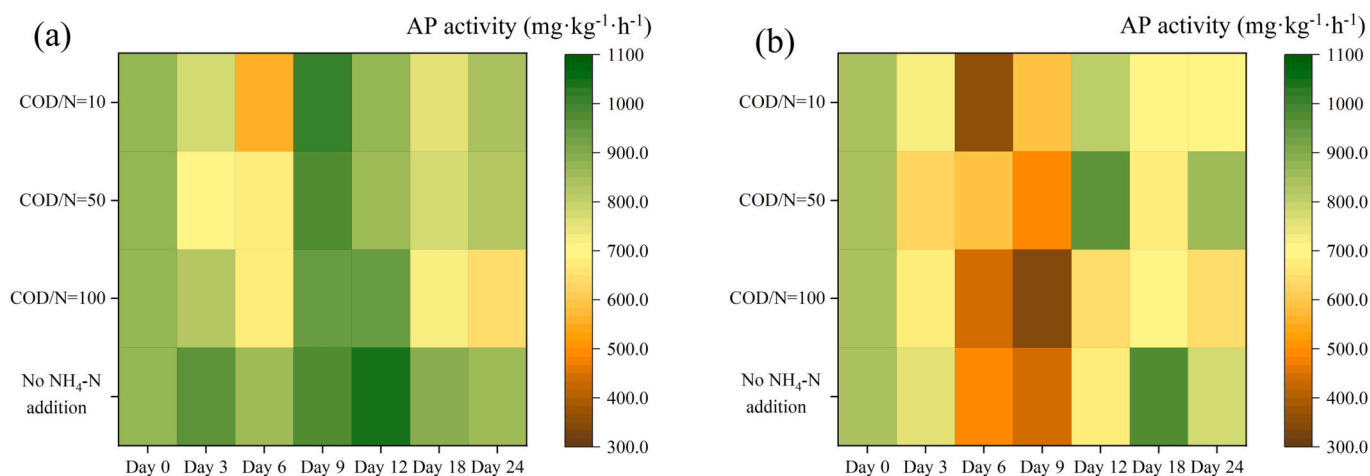 (a)
AP activity (mg·kg⁻¹·h⁻¹)
COD/N=10
COD/N=50
COD/N=100
No NH₄-N
addition
Day 0 Day 3 Day 6 Day 9 Day 12 Day 18 Day 24
1100
1000
900.0
800.0
700.0
600.0
500.0
400.0
300.0
(b)
AP activity (mg·kg⁻¹·h⁻¹)
COD/N=10
COD/N=50
COD/N=100
No NH₄-N
addition
Day 0 Day 3 Day 6 Day 9 Day 12 Day 18 Day 24
1100
1000
900.0
800.0
700.0
600.0
500.0
400.0
300.0